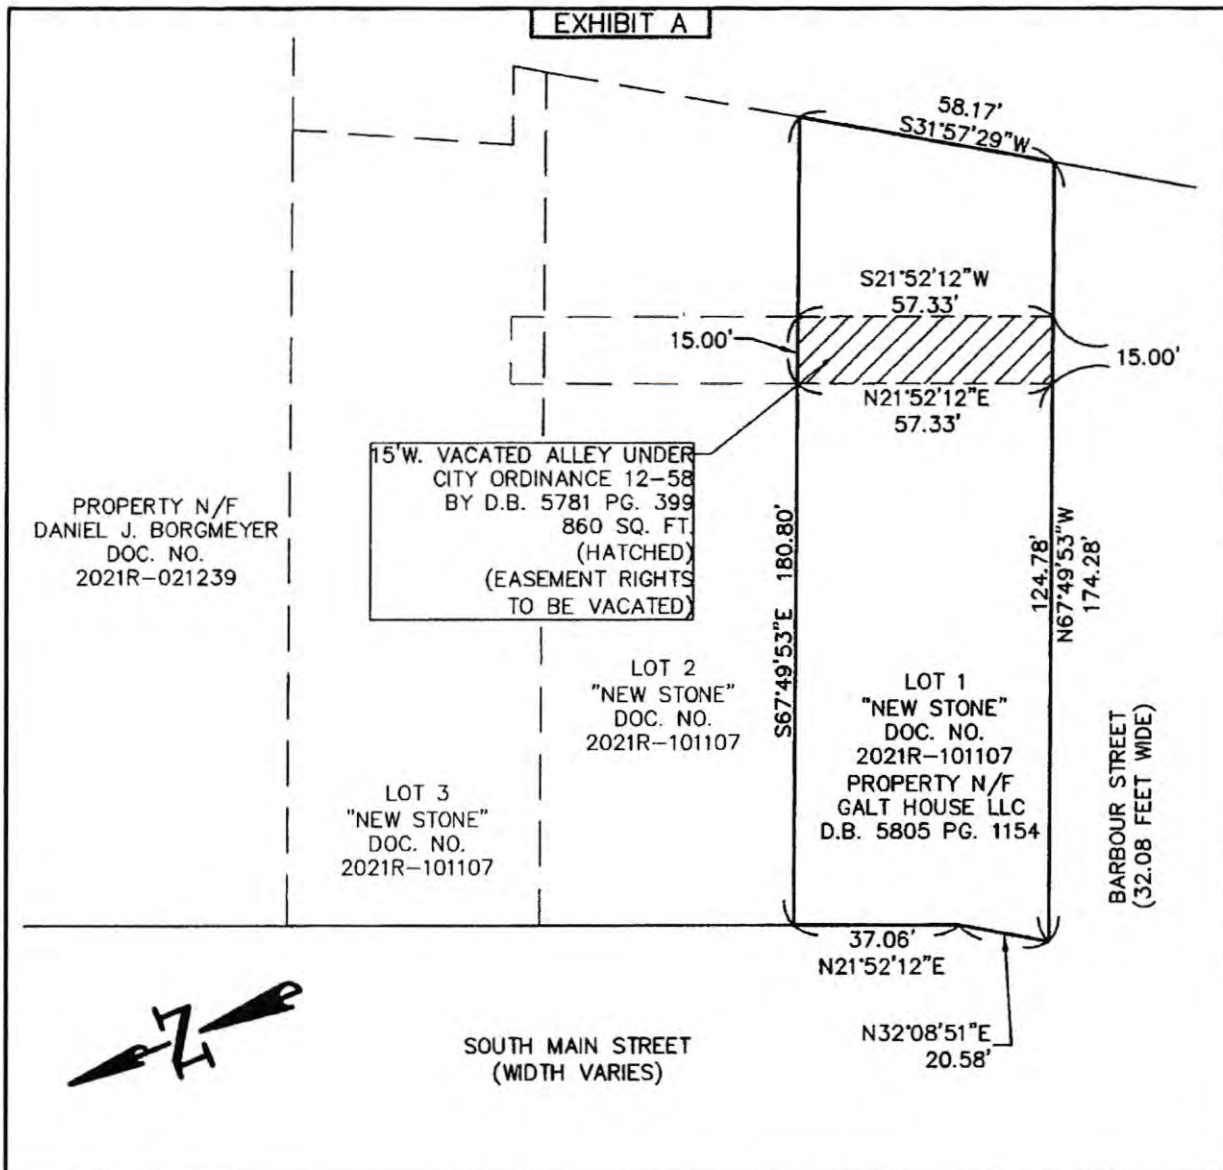 EXHIBIT A
58.17'
S31°57'29"W
S21°52'12"W
57.33'
15.00'
15.00'
N21°52'12"E
57.33'
15'W. VACATED ALLEY UNDER
CITY ORDINANCE 12-58
BY D.B. 5781 PG. 399
860 SQ. FT.
(HATCHED)
(EASEMENT RIGHTS
TO BE VACATED)
PROPERTY N/F
DANIEL J. BORGMEYER
DOC. NO.
2021R-021239
S67°49'53"E 180.80'
124.78'
N67°49'53"W
174.28'
LOT 2
"NEW STONE"
DOC. NO.
2021R-101107
LOT 1
"NEW STONE"
DOC. NO.
2021R-101107
PROPERTY N/F
GALT HOUSE LLC
D.B. 5805 PG. 1154
BARBOUR STREET
(32.08 FEET WIDE)
LOT 3
"NEW STONE"
DOC. NO.
2021R-101107
37.06'
N21°52'12"E
N32°08'51"E
20.58'
N
SOUTH MAIN STREET
(WIDTH VARIES)